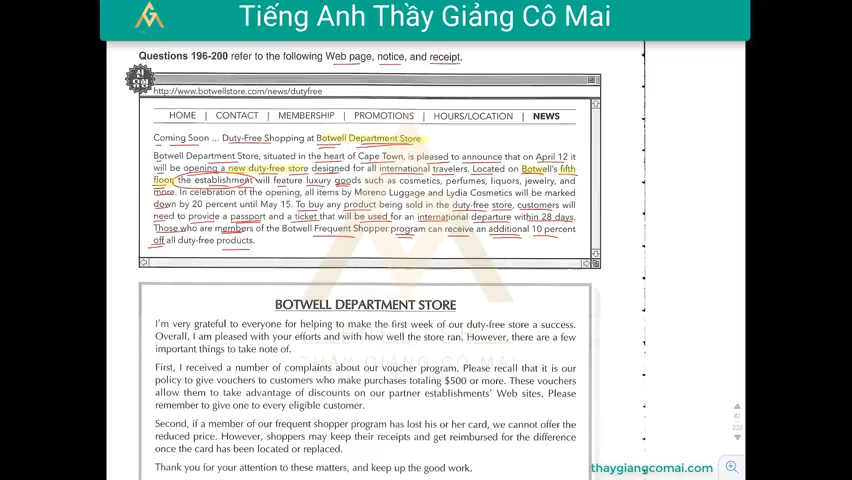 Tiếng Anh Thầy Giảng Cô Mai
Questions 196-200 refer to the following Web page, notice, and receipt.
http://www.botwellstore.com/news/dutyfree
HOME | CONTACT | MEMBERSHIP | PROMOTIONS | HOURS/LOCATION | NEWS
Coming Soon ... Duty-Free Shopping at Botwell Department Store
Botwell Department Store, situated in the heart of Cape Town, is pleased to announce that on April 12 it
will be opening a new duty-free store designed for all international travelers. Located on Botwell's fifth
floor, the establishment will feature luxury goods such as cosmetics, perfumes, liquors, jewelry, and
more. In celebration of the opening, all items by Moreno Luggage and Lydia Cosmetics will be marked
down by 20 percent until May 15. To buy any product being sold in the duty-free store, customers will
need to provide a passport and a ticket that will be used for an international departure within 28 days.
Those who are members of the Botwell Frequent Shopper program can receive an additional 10 percent
off all duty-free products.
BOTWELL DEPARTMENT STORE
I'm very grateful to everyone for helping to make the first week of our duty-free store a success.
Overall, I am pleased with your efforts and with how well the store ran. However, there are a few
important things to take note of.
THẦY GIẢNG CÔ MAI
First, I received a number of complaints about our voucher program. Please recall that it is our
policy to give vouchers to customers who make purchases totaling $500 or more. These vouchers
allow them to take advantage of discounts on our partner establishments' Web sites. Please
remember to give one to every eligible customer.
Second, if a member of our frequent shopper program has lost his or her card, we cannot offer the
reduced price. However, shoppers may keep their receipts and get reimbursed for the difference
once the card has been located or replaced.
Thank you for your attention to these matters, and keep up the good work.
thaygiangcomai.com